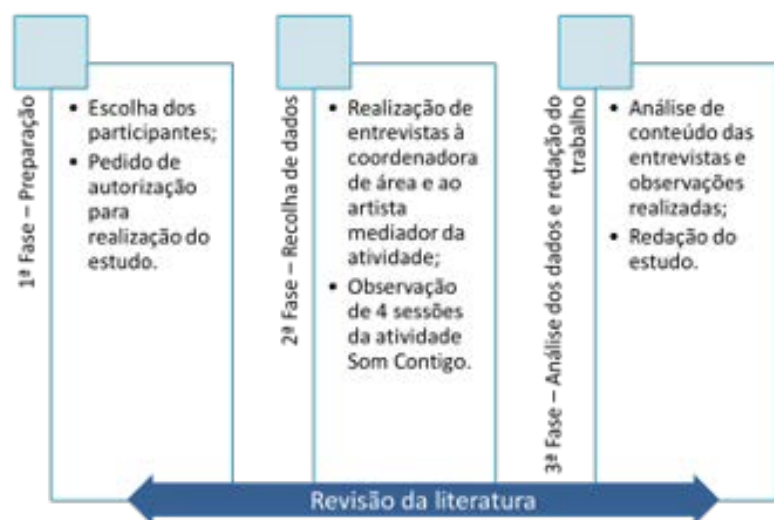 1ª Fase – Preparação
• Escolha dos
participantes;
• Pedido de
autorização
para
realização do
estudo.
2ª Fase – Recolha de dados
• Realização de
entrevistas à
coordenadora
de área e ao
artista
mediador da
atividade;
• Observação
de 4 sessões
da atividade
Som Contigo.
3ª Fase – Análise dos dados e redação do
trabalho
• Análise de
conteúdo das
entrevistas e
observações
realizadas;
• Redação do
estudo.
Revisão da literatura